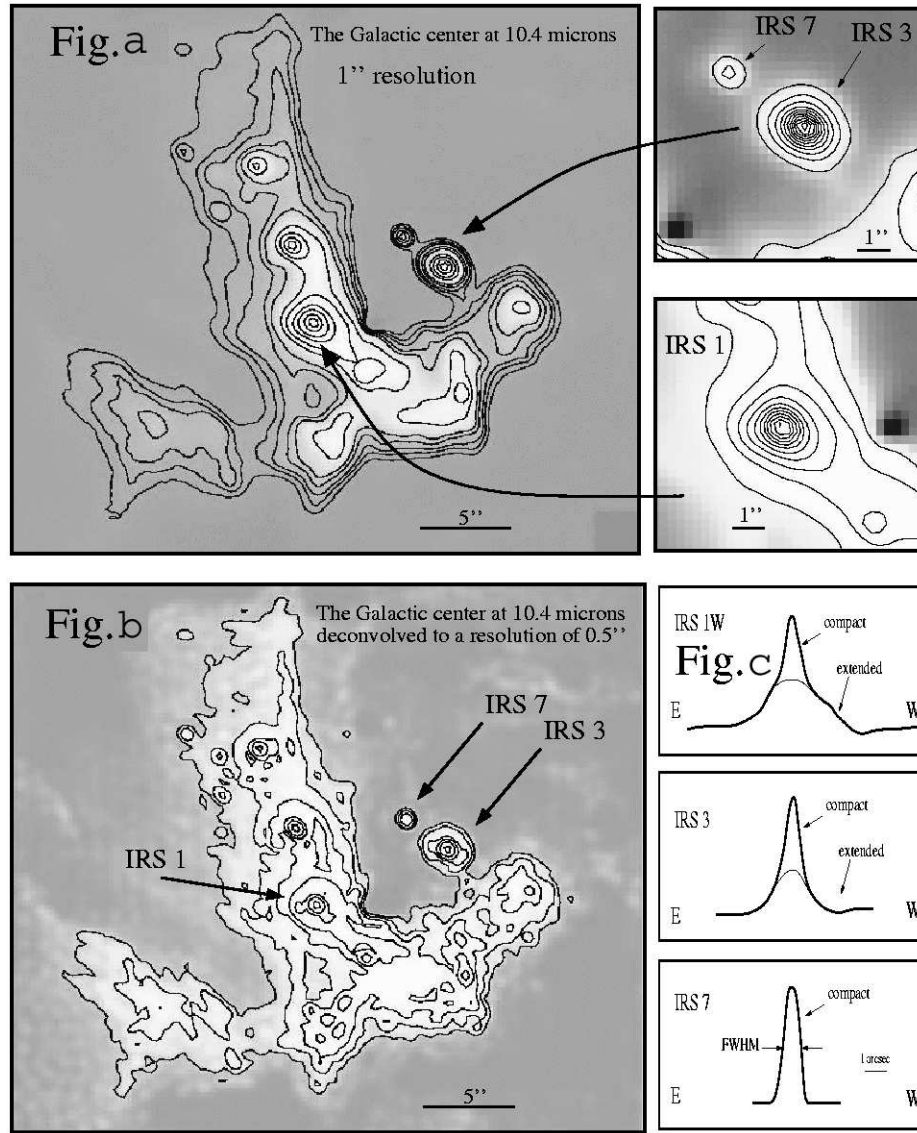 Fig.a
The Galactic center at 10.4 microns
1’’ resolution
5’’
IRS 7
IRS 3
1’’
IRS 1
1’’
Fig.b
The Galactic center at 10.4 microns
deconvolved to a resolution of 0.5’’
IRS 7
IRS 3
IRS 1
5’’
IRS 1W
compact
Fig.c
extended
E
W
IRS 3
compact
extended
E
W
IRS 7
compact
FWHM
1 arcsec
E
W